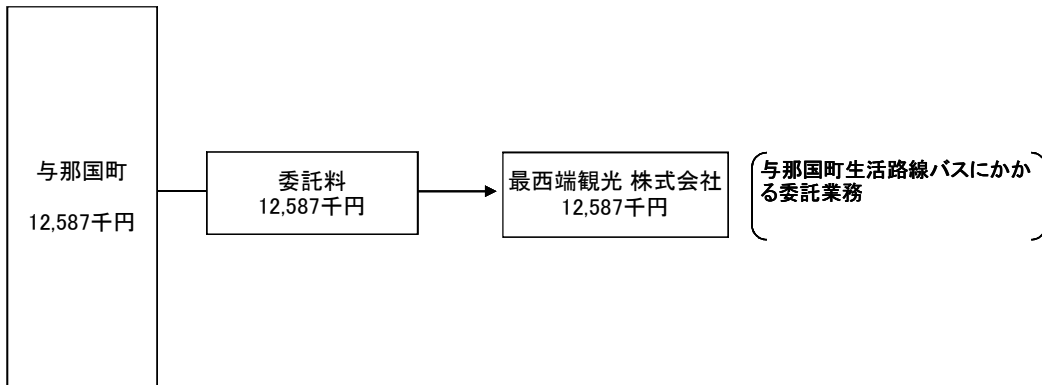 与那国町
12,587千円
委託料
12,587千円
最西端観光 株式会社
12,587千円
与那国町生活路線バスにかか
る委託業務